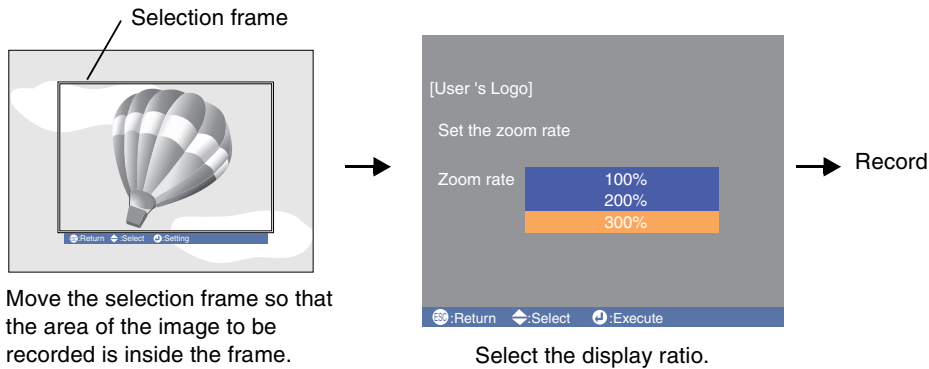 Selection frame
:Return :Select :Setting
Move the selection frame so that
the area of the image to be
recorded is inside the frame.
[User 's Logo]
Set the zoom rate
Zoom rate 100%
200%
300%
ESC :Return :Select :Execute
Select the display ratio.
Record